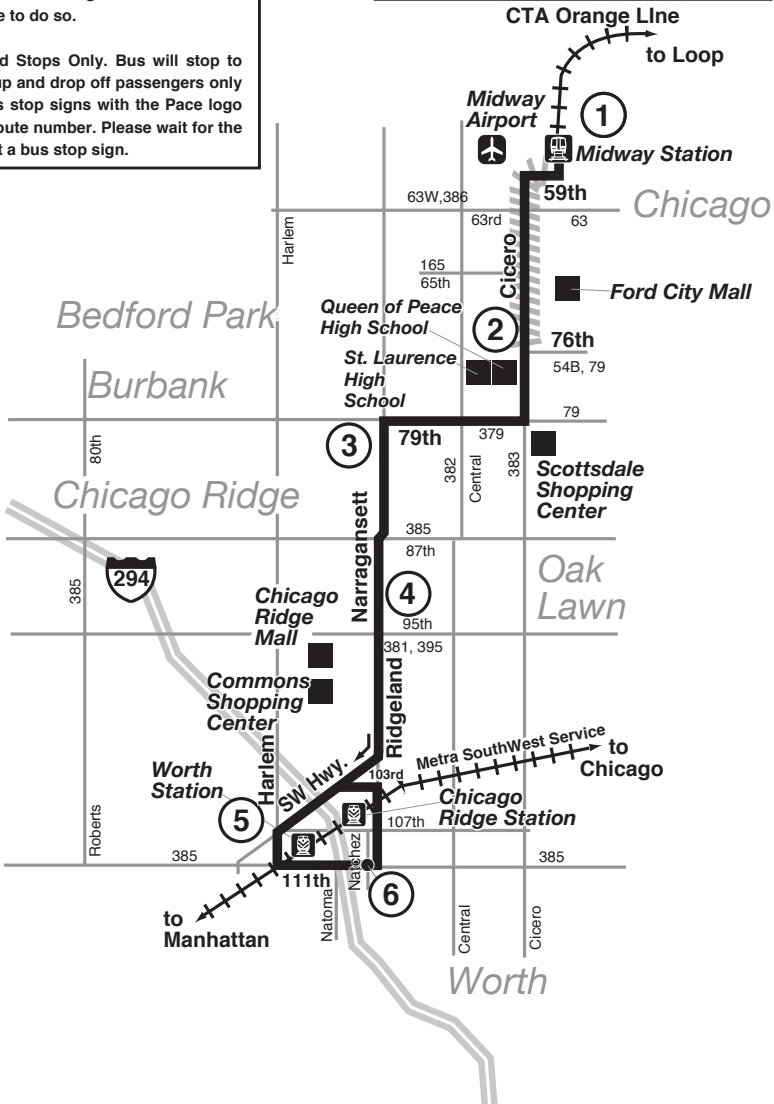 e to do so.
d Stops Only. Bus will stop to
up and drop off passengers only
s stop signs with the Pace logo
oute number. Please wait for the
t a bus stop sign.
CTA Orange LIne
to Loop
Midway
Airport
1
Midway Station
59th
Chicago
63W,386
63rd
63
Harlem
Cicero
165
65th
Ford City Mall
Bedford Park
Queen of Peace
High School
2
76th
St. Laurence
High
School
54B, 79
Burbank
79
3
79th
379
80th
382
Central
383
Scottsdale
Shopping
Center
Chicago Ridge
Narragansett
385
87th
294
385
4
Oak
Lawn
Chicago
Ridge
Mall
95th
381, 395
Commons
Shopping
Center
Ridgeland
Harlem
SW Hwy.
Metra SouthWest Service
to
Chicago
103rd
Worth
Station
Chicago
Ridge Station
5
107th
Roberts
385
Natchez
385
111th
6
to
Manhattan
Natoma
Central
Cicero
Worth